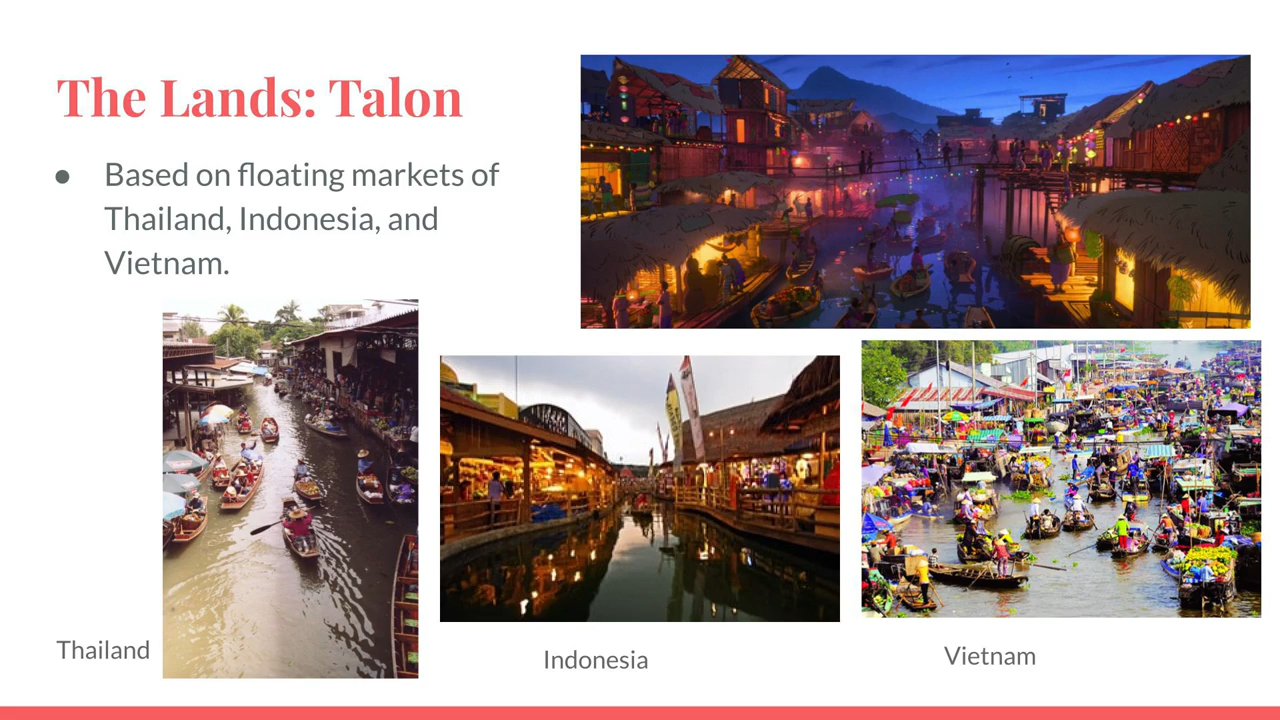 The Lands: Talon
● Based on floating markets of
Thailand, Indonesia, and
Vietnam.
Thailand
Indonesia
Vietnam